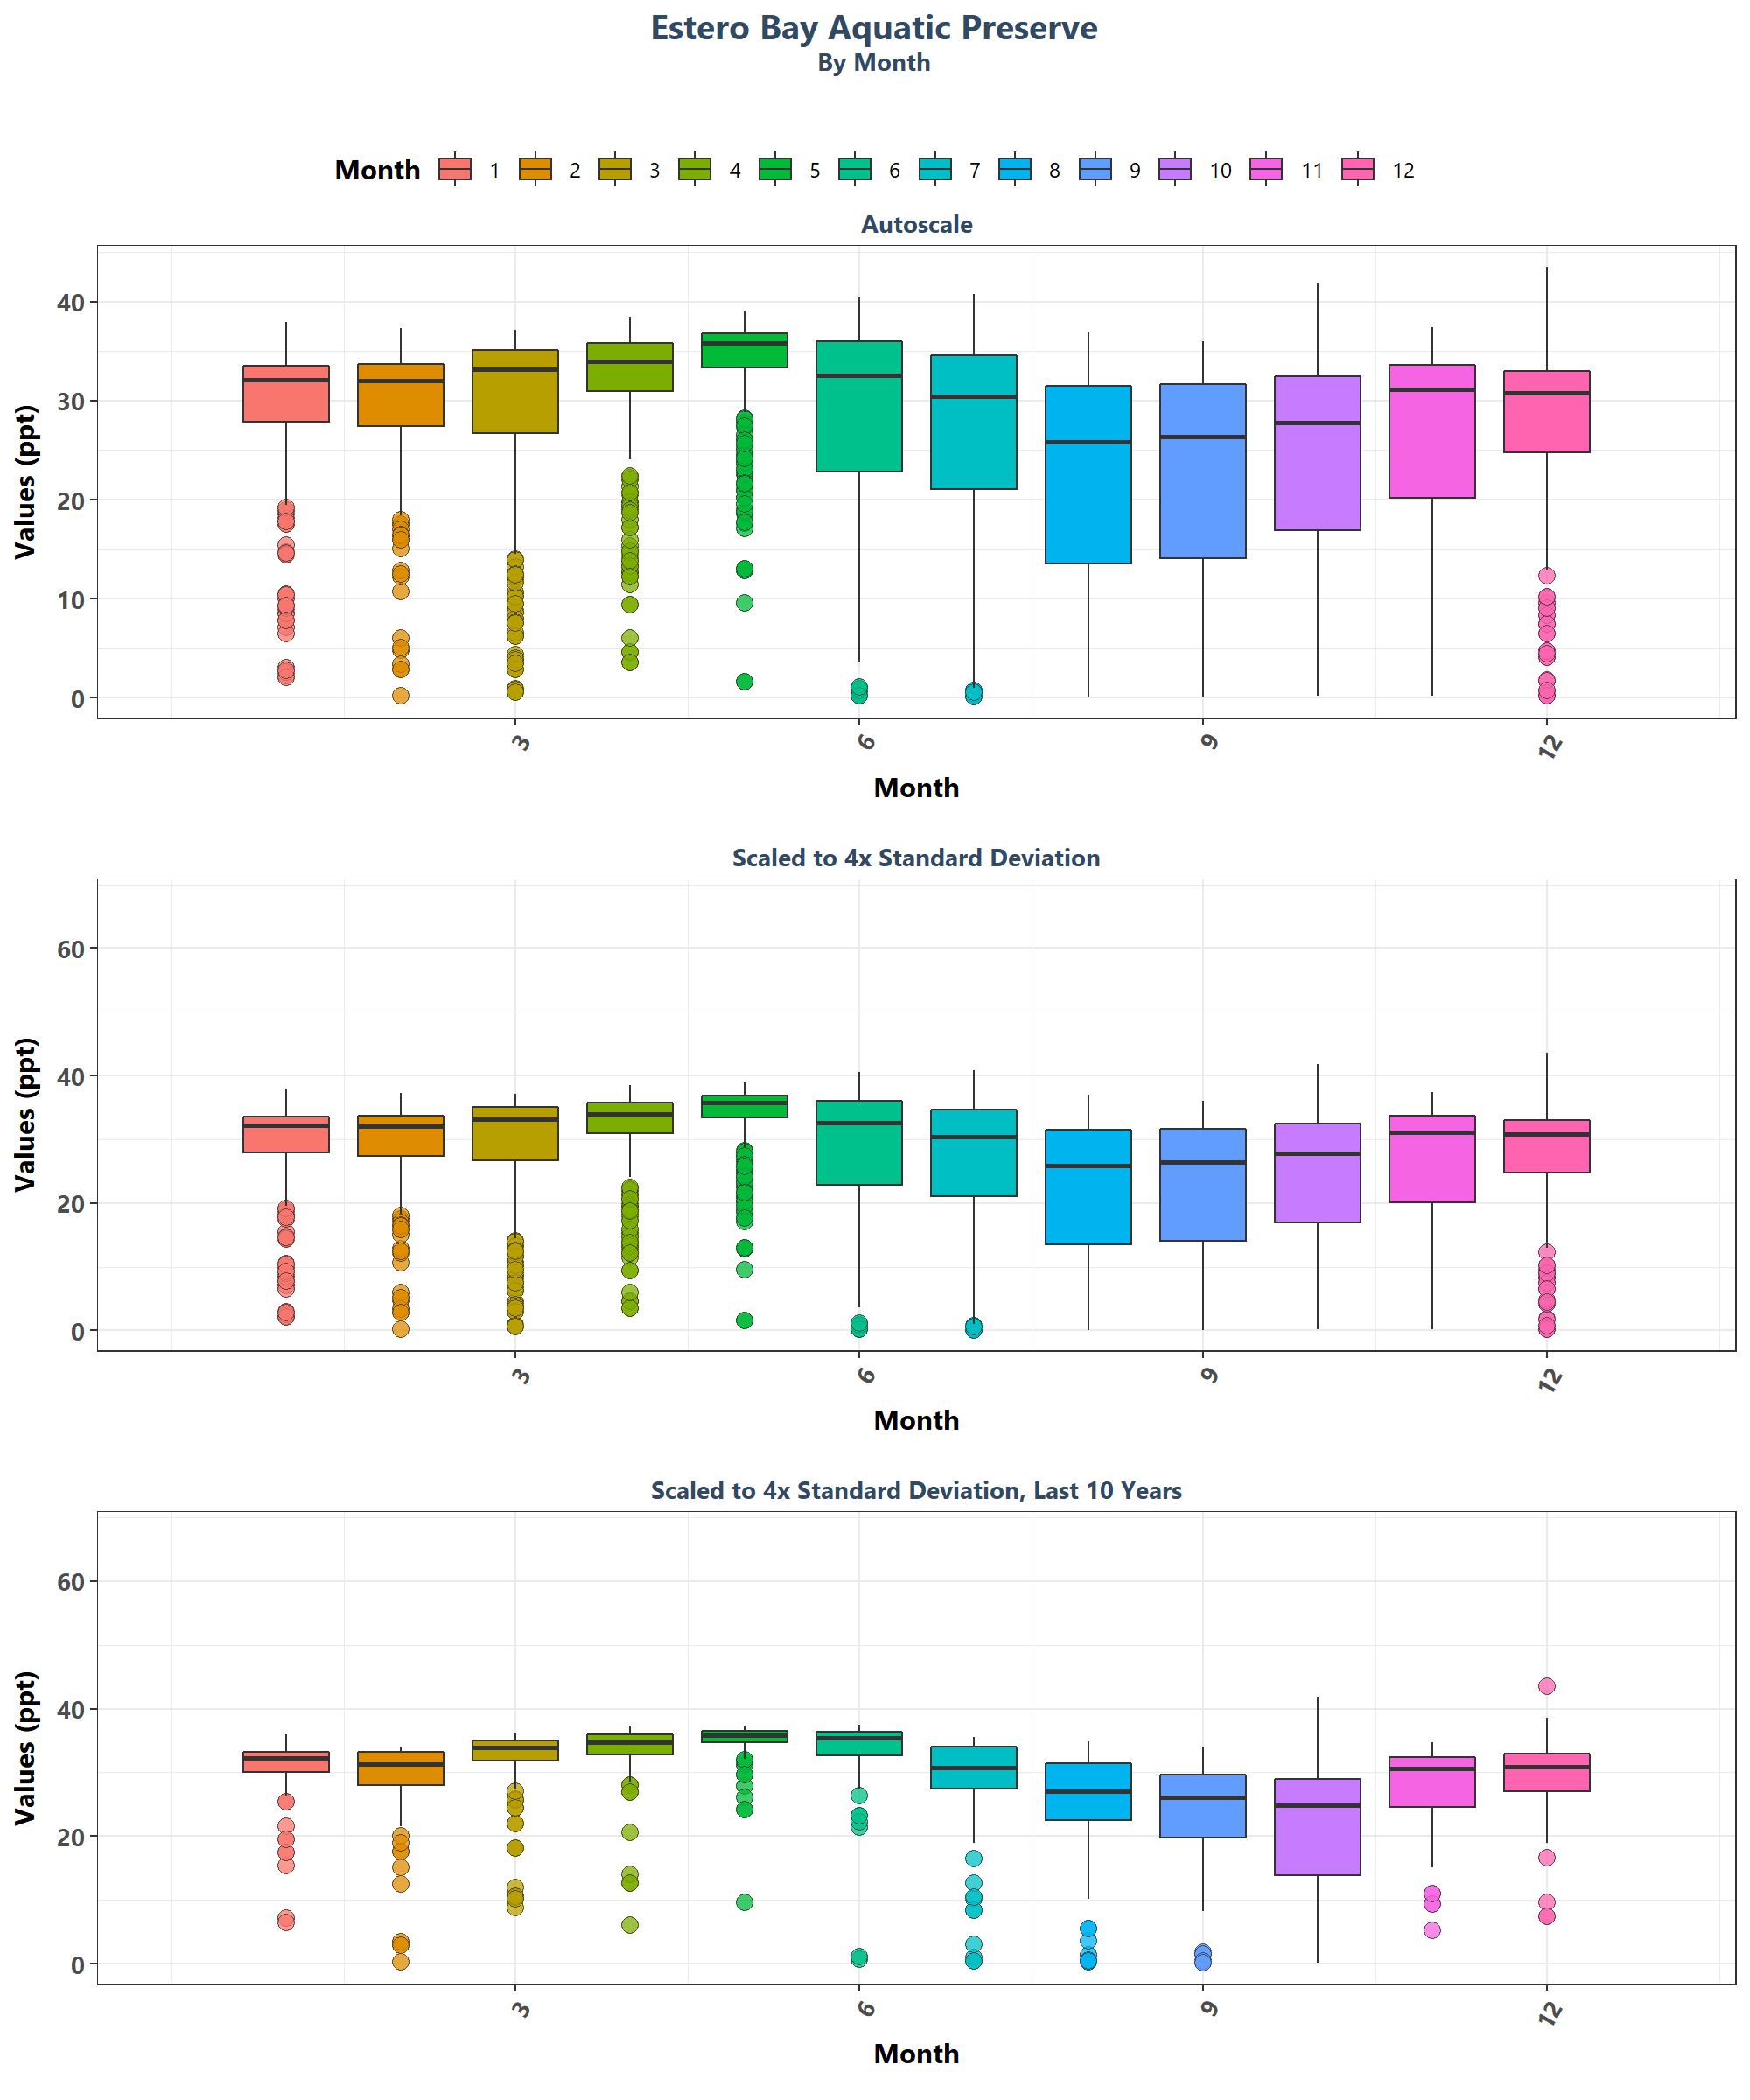 Estero Bay Aquatic Preserve
By Month
Month 1 2 3 4 5 6 7 8 9 10 11 12
Autoscale
Values (ppt)
40
30
20
10
0
3 6 9 12
Month
Scaled to 4x Standard Deviation
Values (ppt)
60
40
20
0
3 6 9 12
Month
Scaled to 4x Standard Deviation, Last 10 Years
Values (ppt)
60
40
20
0
3 6 9 12
Month